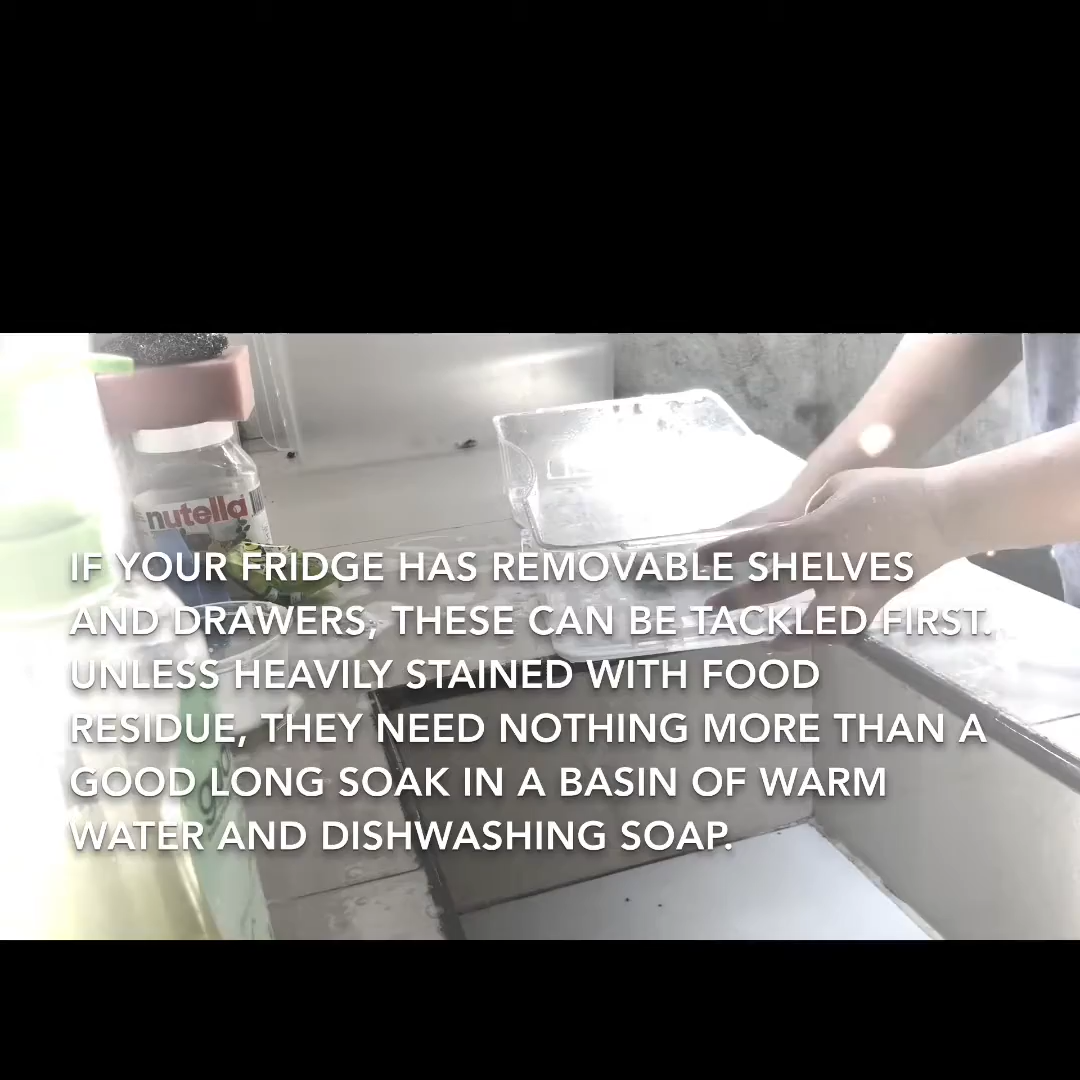 nutella
IF YOUR FRIDGE HAS REMOVABLE SHELVES
AND DRAWERS, THESE CAN BE TACKLED FIRST.
UNLESS HEAVILY STAINED WITH FOOD
RESIDUE, THEY NEED NOTHING MORE THAN A
GOOD LONG SOAK IN A BASIN OF WARM
WATER AND DISHWASHING SOAP.